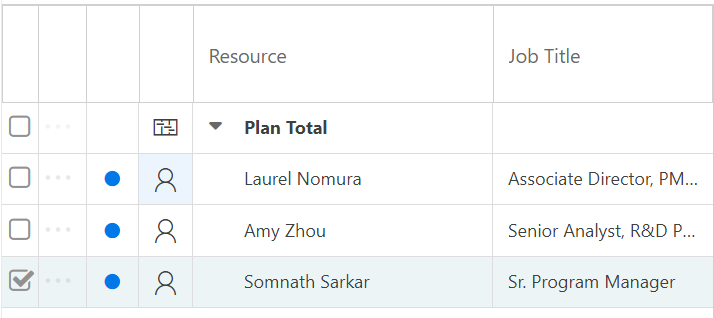 Resource Job Title
Plan Total
Laurel Nomura Associate Director, PM...
Amy Zhou Senior Analyst, R&D P...
Somnath Sarkar Sr. Program Manager